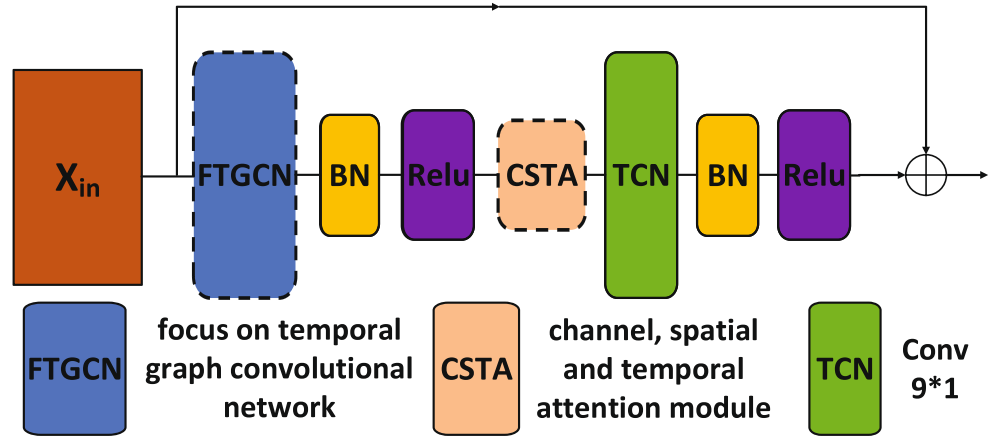 Xin
FTGCN
BN
Relu
CSTA
TCN
BN
Relu
FTGCN
focus on temporal
graph convolutional
network
CSTA
channel, spatial
and temporal
attention module
TCN
Conv
9*1